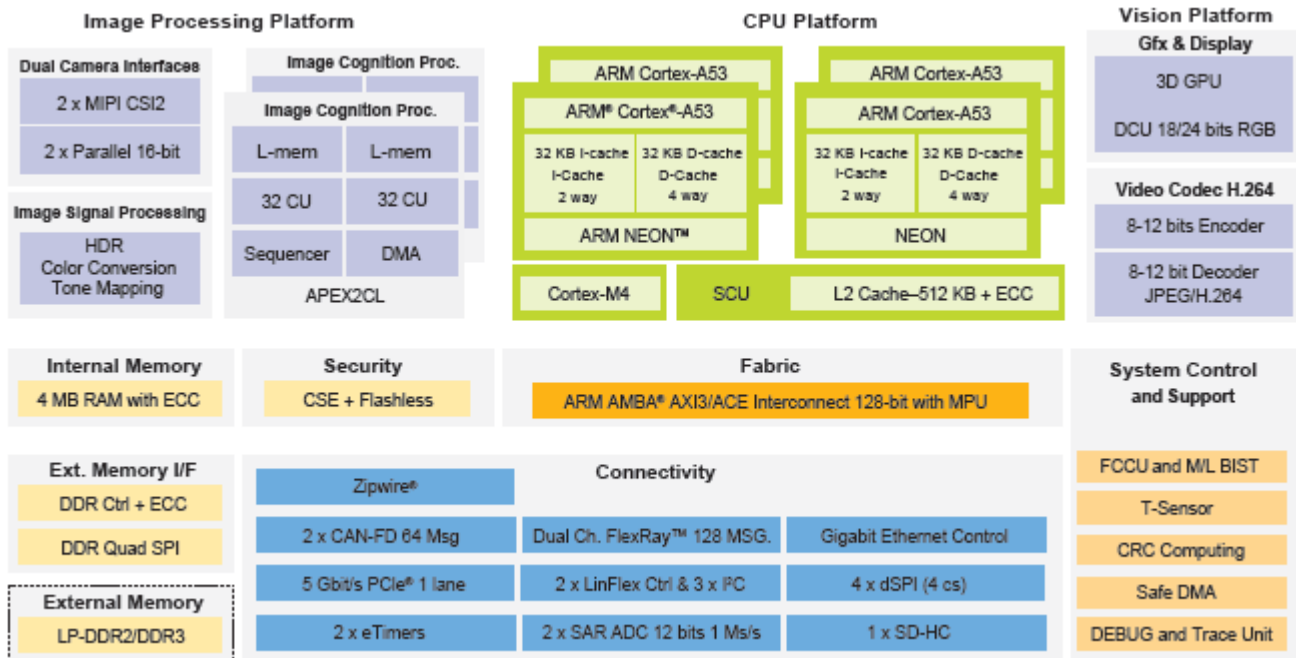 Image Processing Platform
Dual Camera Interfaces
2 x MIPI CSI2
2 x Parallel 16-bit
Image Signal Processing
HDR
Color Conversion
Tone Mapping
Image Cognition Proc.
Image Cognition Proc.
L-mem
L-mem
32 CU
32 CU
Sequencer
DMA
APEX2CL
CPU Platform
ARM Cortex-A53
ARM® Cortex®-A53
32 KB I-cache
I-Cache
2 way
32 KB D-cache
D-Cache
4 way
ARM NEON™
ARM Cortex-A53
ARM Cortex-A53
32 KB I-cache
I-Cache
2 way
32 KB D-cache
D-Cache
4 way
NEON
Cortex-M4
SCU
L2 Cache–512 KB + ECC
Vision Platform
Gfx & Display
3D GPU
DCU 18/24 bits RGB
Video Codec H.264
8-12 bits Encoder
8-12 bit Decoder
JPEG/H.264
Internal Memory
4 MB RAM with ECC
Security
CSE + Flashless
Fabric
ARM AMBA® AXI3/ACE Interconnect 128-bit with MPU
System Control
and Support
FCCU and M/L BIST
T-Sensor
CRC Computing
Safe DMA
DEBUG and Trace Unit
Ext. Memory I/F
DDR Ctrl + ECC
DDR Quad SPI
External Memory
LP-DDR2/DDR3
Connectivity
Zipwire®
2 x CAN-FD 64 Msg
Dual Ch. FlexRay™ 128 MSG.
Gigabit Ethernet Control
5 Gbit/s PCIe® 1 lane
2 x LinFlex Ctrl & 3 x I²C
4 x dSPI (4 cs)
2 x eTimers
2 x SAR ADC 12 bits 1 Ms/s
1 x SD-HC